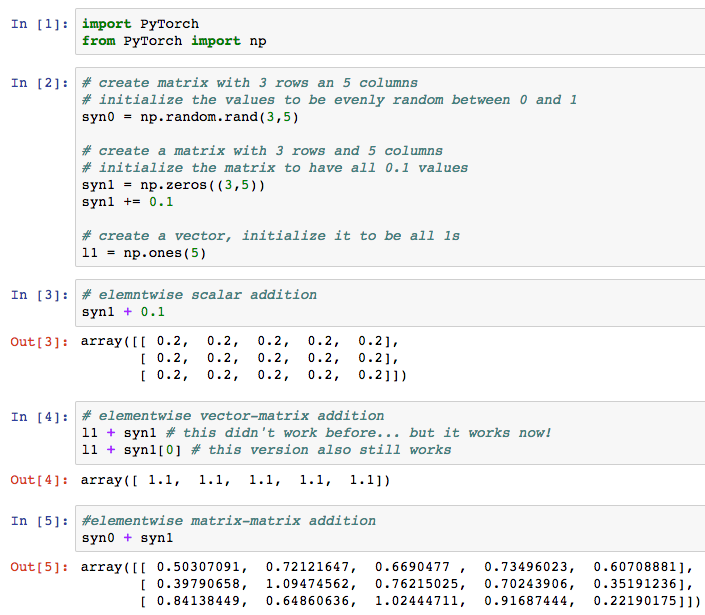 In [1]: import PyTorch
from PyTorch import np
In [2]: # create matrix with 3 rows an 5 columns
# initialize the values to be evenly random between 0 and 1
syn0 = np.random.rand(3,5)
# create a matrix with 3 rows and 5 columns
# initialize the matrix to have all 0.1 values
syn1 = np.zeros((3,5))
syn1 += 0.1
# create a vector, initialize it to be all 1s
l1 = np.ones(5)
In [3]: # elemntwise scalar addition
syn1 + 0.1
Out[3]: array([[ 0.2, 0.2, 0.2, 0.2, 0.2],
[ 0.2, 0.2, 0.2, 0.2, 0.2],
[ 0.2, 0.2, 0.2, 0.2, 0.2]])
In [4]: # elementwise vector-matrix addition
l1 + syn1 # this didn't work before... but it works now!
l1 + syn1[0] # this version also still works
Out[4]: array([ 1.1, 1.1, 1.1, 1.1, 1.1])
In [5]: #elementwise matrix-matrix addition
syn0 + syn1
Out[5]: array([[ 0.50307091, 0.72121647, 0.6690477 , 0.73496023, 0.60708881],
[ 0.39790658, 1.09474562, 0.76215025, 0.70243906, 0.35191236],
[ 0.84138449, 0.64860636, 1.02444711, 0.91687444, 0.22190175]])